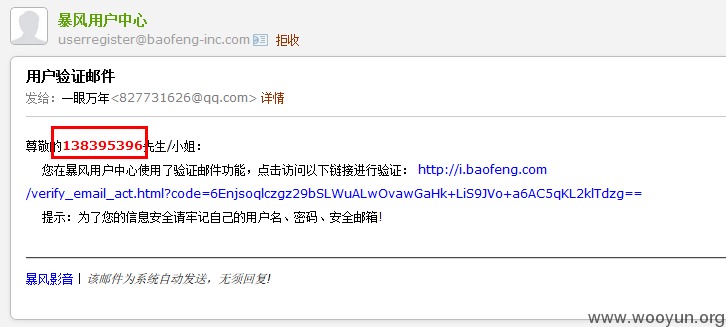 暴风用户中心
userregister@baofeng-inc.com 拒收
用户验证邮件
发给：一眼万年<827731626@qq.com> 详情
尊敬的138395396先生/小姐：
您在暴风用户中心使用了验证邮件功能，点击访问以下链接进行验证： http://i.baofeng.com
/verify_email_act.html?code=6Enjsoqlczgz29bSLWuALwOvawGaHk+LiS9JVo+a6AC5qKL2klTdzg==
提示：为了您的信息安全请牢记自己的用户名、密码、安全邮箱!
暴风影音 | 该邮件为系统自动发送，无须回复!
www.wooyun.org